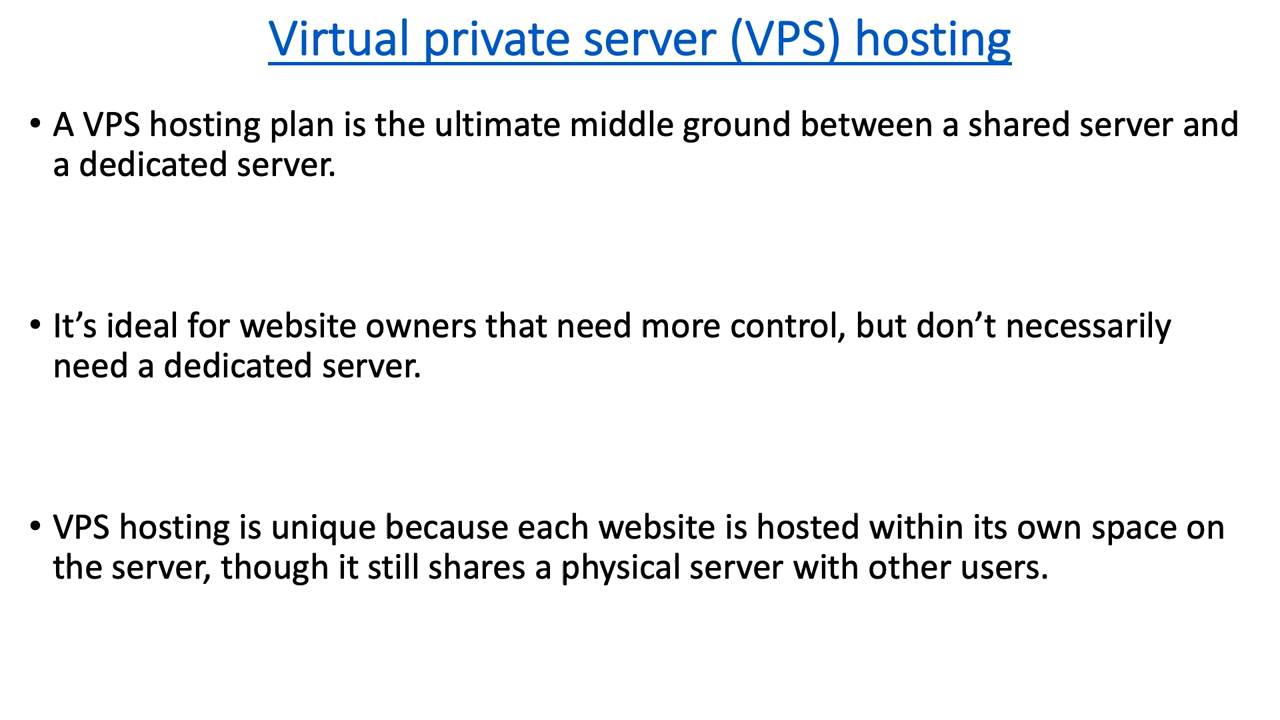 Virtual private server (VPS) hosting
• A VPS hosting plan is the ultimate middle ground between a shared server and
a dedicated server.
• It’s ideal for website owners that need more control, but don’t necessarily
need a dedicated server.
• VPS hosting is unique because each website is hosted within its own space on
the server, though it still shares a physical server with other users.